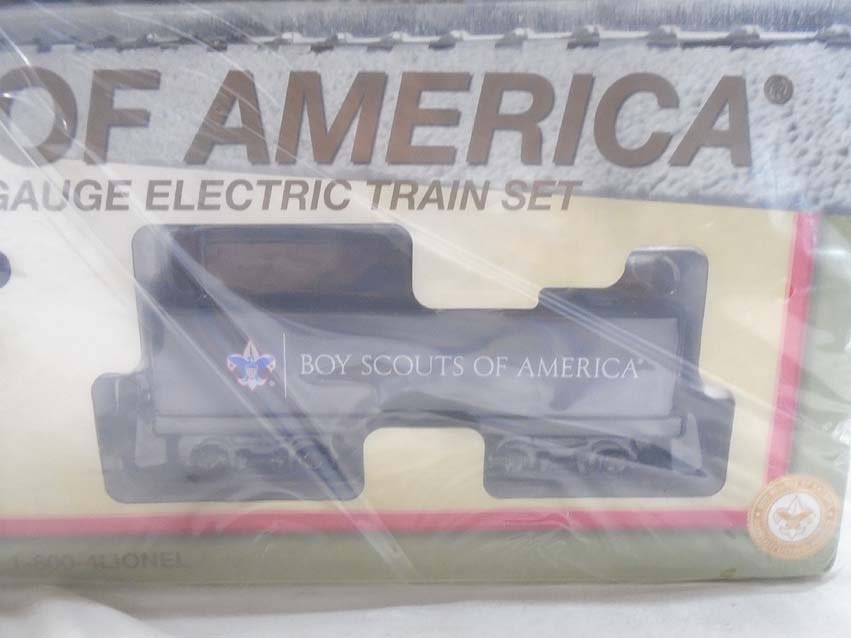 OF AMERICA®
GAUGE ELECTRIC TRAIN SET
BOY SCOUTS OF AMERICA®
1-800-4LIONEL